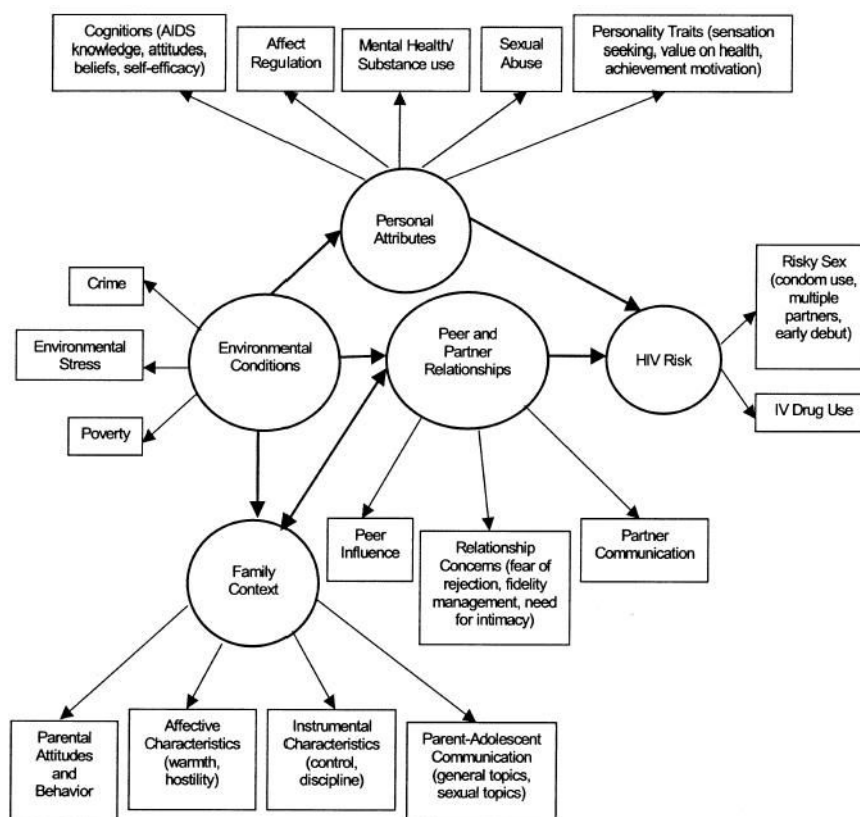 Cognitions (AIDS
knowledge, attitudes,
beliefs, self-efficacy)
Affect
Regulation
Mental Health/
Substance use
Sexual
Abuse
Personality Traits (sensation
seeking, value on health,
achievement motivation)
Personal
Attributes
Crime
Environmental
Stress
Poverty
Environmental
Conditions
Peer and
Partner
Relationships
HIV Risk
Risky Sex
(condom use,
multiple
partners,
early debut)
IV Drug Use
Peer
Influence
Relationship
Concerns (fear of
rejection, fidelity
management, need
for intimacy)
Partner
Communication
Family
Context
Parental
Attitudes
and
Behavior
Affective
Characteristics
(warmth,
hostility)
Instrumental
Characteristics
(control,
discipline)
Parent-Adolescent
Communication
(general topics,
sexual topics)